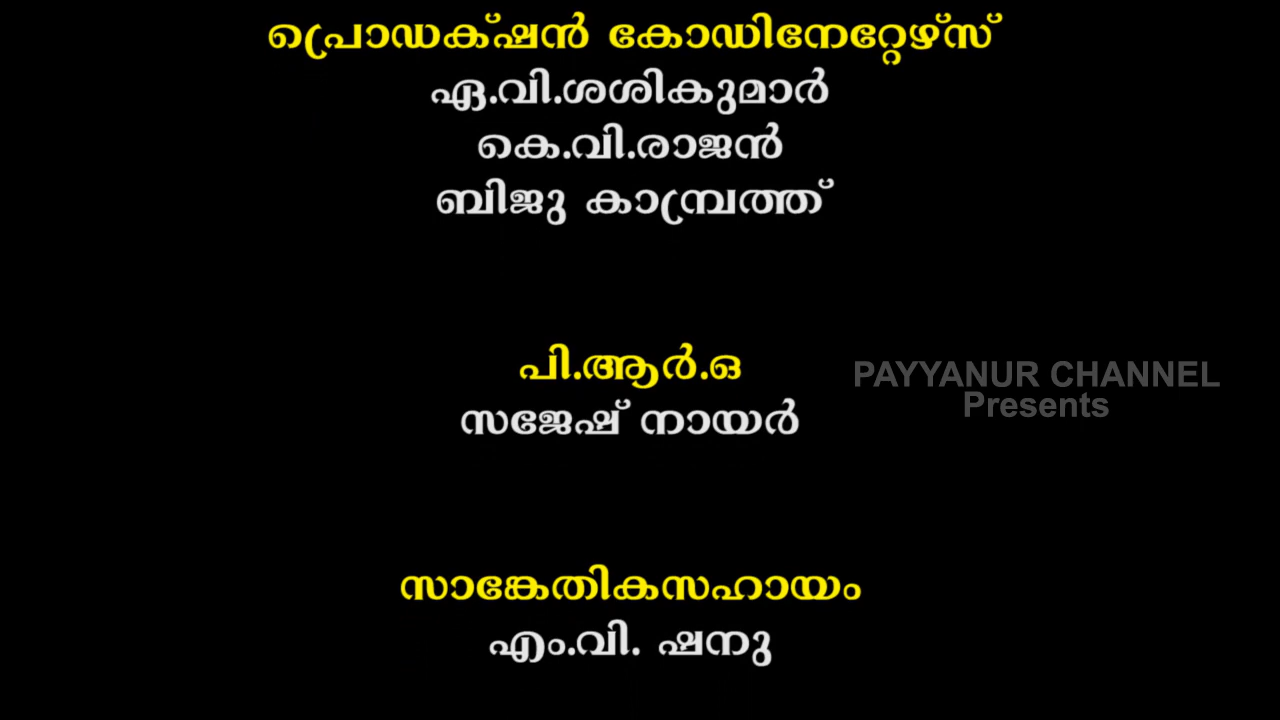 പ്രൊഡക്ഷൻ കോഡിനേറ്റേഴ്സ്
ഏ.വി.ശശികുമാർ
കെ.വി.രാജൻ
ബിജു കാമ്പ്രത്ത്
പി.ആർ.ഒ
സജേഷ് നായർ
PAYYANUR CHANNEL
Presents
സാങ്കേതികസഹായം
എം.വി. ഷനു